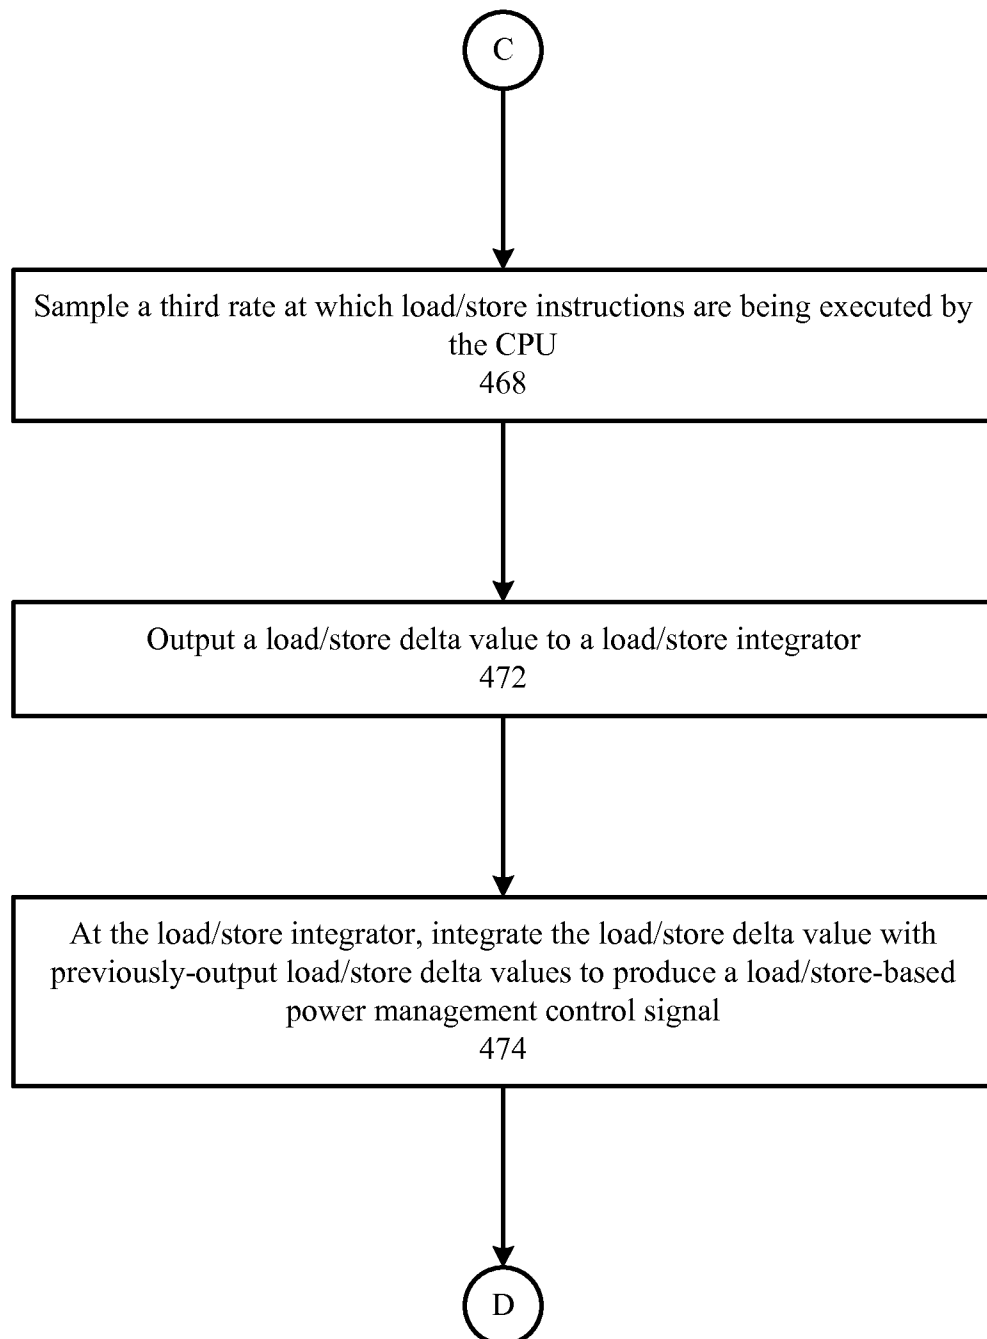 C
Sample a third rate at which load/store instructions are being executed by
the CPU
468
Output a load/store delta value to a load/store integrator
472
At the load/store integrator, integrate the load/store delta value with
previously-output load/store delta values to produce a load/store-based
power management control signal
474
D